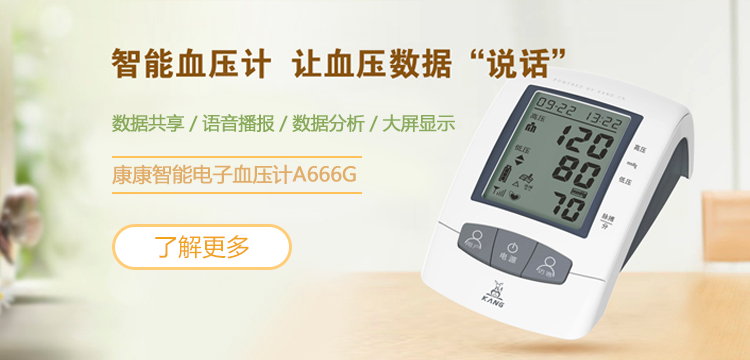 智能血压计 让血压数据“说话”
数据共享 / 语音播报 / 数据分析 / 大屏显示
康康智能电子血压计A666G
了解更多
09-22 13:22
高压
120
高压
mmHg
低压
80
低压
70
脉搏
分
电源
KANG